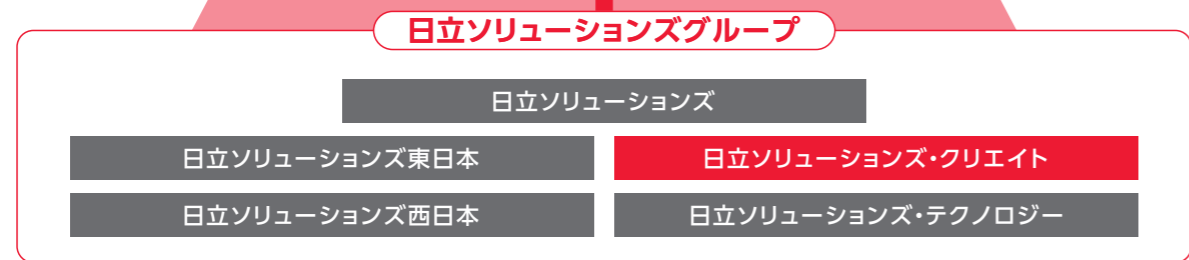 日立ソリューションズグループ
日立ソリューションズ
日立ソリューションズ東日本
日立ソリューションズ・クリエイト
日立ソリューションズ西日本
日立ソリューションズ・テクノロジー